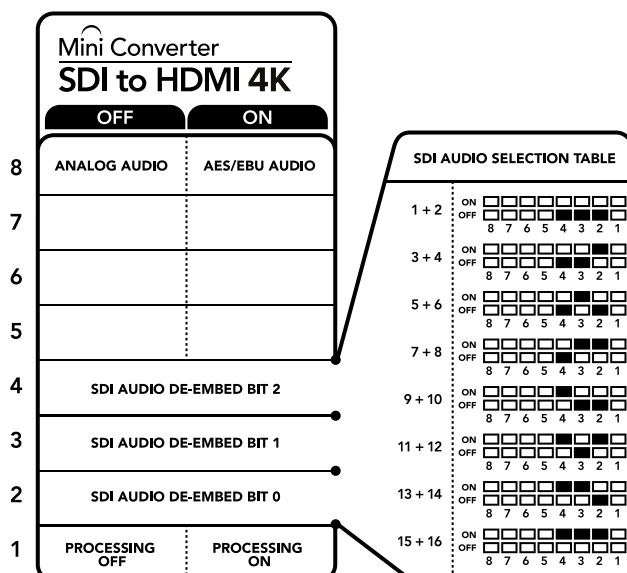 Mini Converter
SDI to HDMI 4K
OFF ON
8 ANALOG AUDIO AES/EBU AUDIO
7
6
5
4 SDI AUDIO DE-EMBED BIT 2
3 SDI AUDIO DE-EMBED BIT 1
2 SDI AUDIO DE-EMBED BIT 0
1 PROCESSING OFF PROCESSING ON
SDI AUDIO SELECTION TABLE
1 + 2
ON
OFF
8 7 6 5 4 3 2 1
3 + 4
ON
OFF
8 7 6 5 4 3 2 1
5 + 6
ON
OFF
8 7 6 5 4 3 2 1
7 + 8
ON
OFF
8 7 6 5 4 3 2 1
9 + 10
ON
OFF
8 7 6 5 4 3 2 1
11 + 12
ON
OFF
8 7 6 5 4 3 2 1
13 + 14
ON
OFF
8 7 6 5 4 3 2 1
15 + 16
ON
OFF
8 7 6 5 4 3 2 1